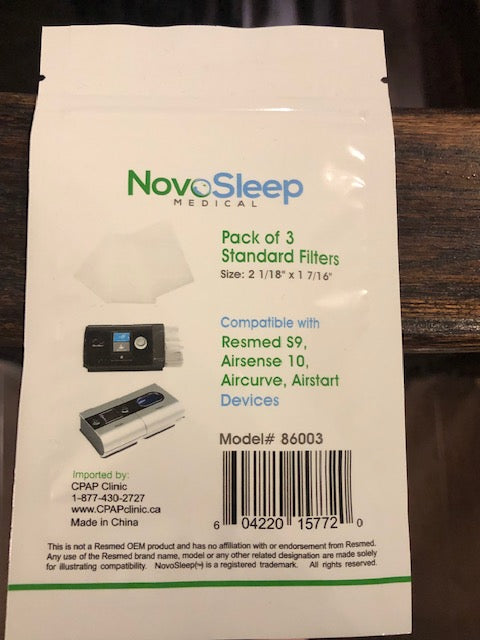 NovoSleep
MEDICAL
Pack of 3
Standard Filters
Size: 2 1/18" x 1 7/16"
Compatible with
Resmed S9,
Airsense 10,
Aircurve, Airstart
Devices
Model# 86003
Imported by:
CPAP Clinic
1-877-430-2727
www.CPAPclinic.ca
Made in China
6 04220 15772 0
This is not a Resmed OEM product and has no affiliation with or endorsement from Resmed.
Any use of the Resmed brand name, model or any other related designation are made solely
for illustrating compatibility. NovoSleep(™) is a registered trademark. All rights reserved.